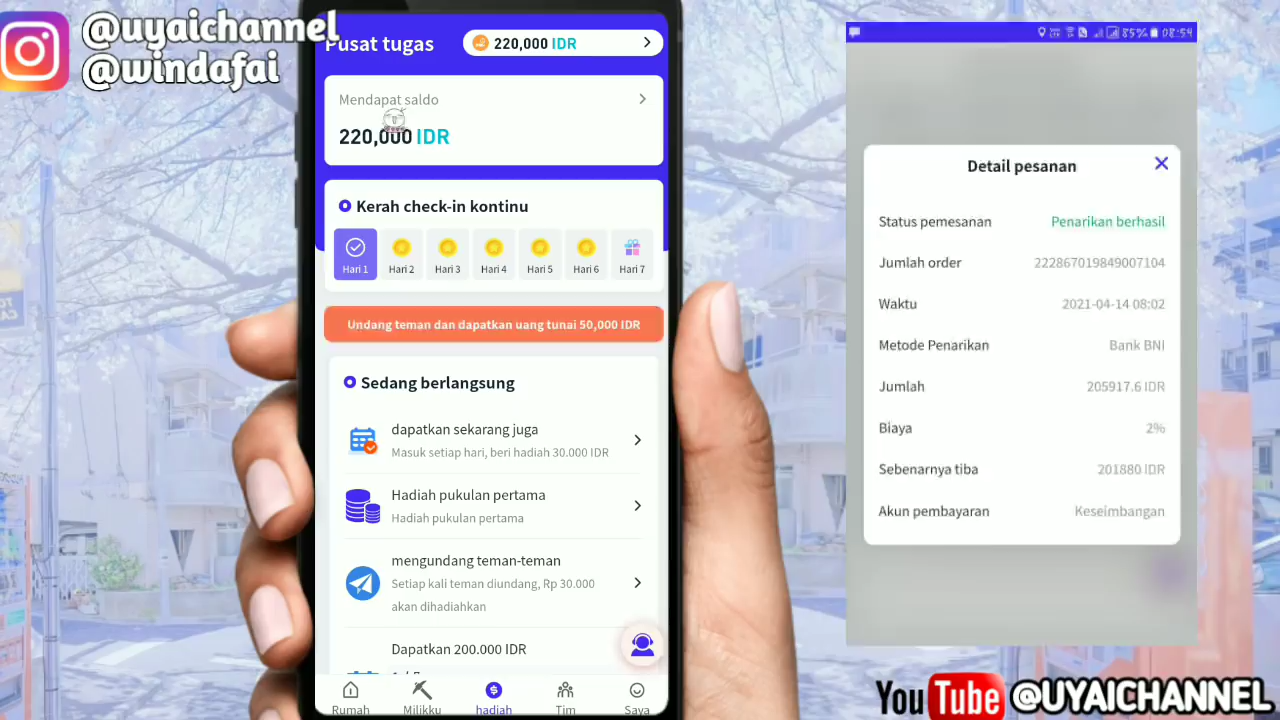 @uyaichannel
@windafai
Pusat tugas
220,000 IDR
Mendapat saldo
220,000 IDR
Kerah check-in kontinu
Hari 1
Hari 2
Hari 3
Hari 4
Hari 5
Hari 6
Hari 7
Undang teman dan dapatkan uang tunai 50,000 IDR
Sedang berlangsung
dapatkan sekarang juga
Masuk setiap hari, beri hadiah 30.000 IDR
Hadiah pukulan pertama
Hadiah pukulan pertama
mengundang teman-teman
Setiap kali teman diundang, Rp 30.000
akan dihadiahkan
Dapatkan 200.000 IDR
Rumah
Milikku
hadiah
Tim
Saya
85% 08:54
Detail pesanan
Status pemesanan Penarikan berhasil
Jumlah order 222867019849007104
Waktu 2021-04-14 08:02
Metode Penarikan Bank BNI
Jumlah 205917.6 IDR
Biaya 2%
Sebenarnya tiba 201880 IDR
Akun pembayaran Keseimbangan
YouTube @UYAICHANNEL